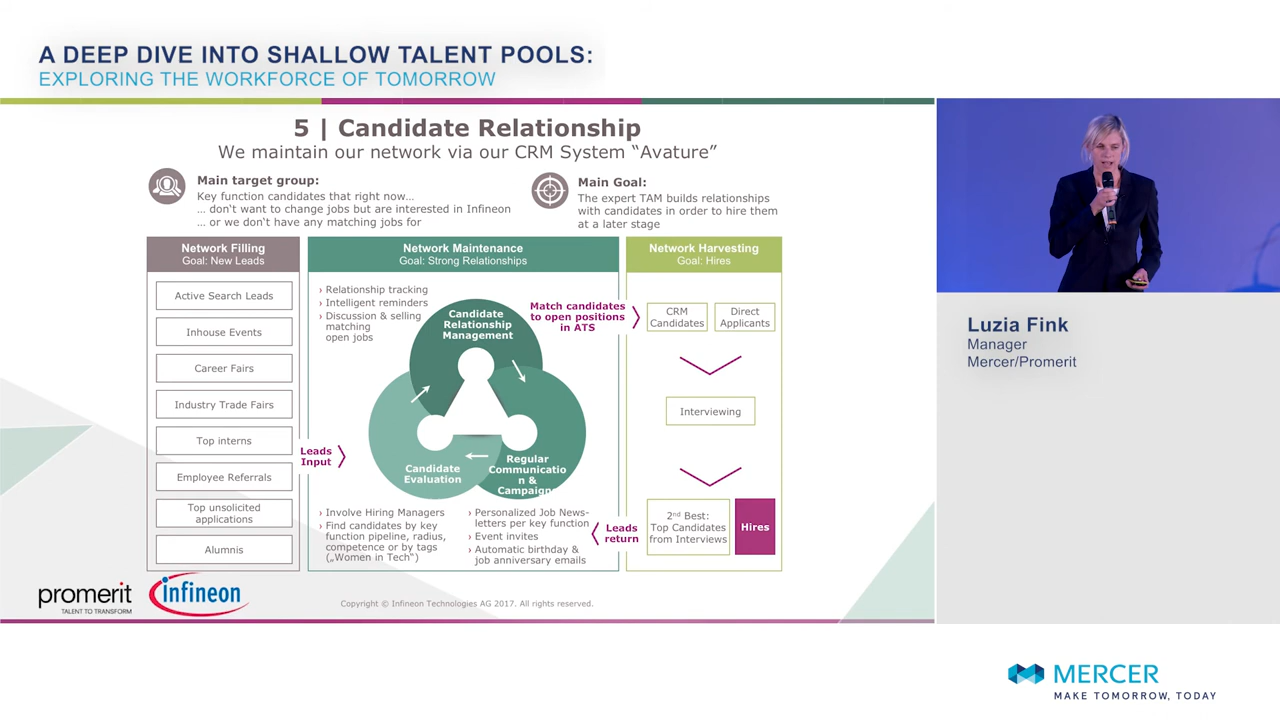 A DEEP DIVE INTO SHALLOW TALENT POOLS:
EXPLORING THE WORKFORCE OF TOMORROW
5 | Candidate Relationship
We maintain our network via our CRM System “Avature”
Main target group:
Key function candidates that right now…
… don‘t want to change jobs but are interested in Infineon
… or we don‘t have any matching jobs for
Main Goal:
The expert TAM builds relationships
with candidates in order to hire them
at a later stage
Network Filling
Goal: New Leads
Active Search Leads
Inhouse Events
Career Fairs
Industry Trade Fairs
Top interns
Employee Referrals
Top unsolicited
applications
Alumnis
Leads
Input
Network Maintenance
Goal: Strong Relationships
› Relationship tracking
› Intelligent reminders
› Discussion & selling
matching
open jobs
Candidate
Relationship
Management
Candidate
Evaluation
Regular
Communicatio
n &
Campaigns
› Involve Hiring Managers
› Find candidates by key
function pipeline, radius,
competence or by tags
(„Women in Tech“)
› Personalized Job News-
letters per key function
› Event invites
› Automatic birthday &
job anniversary emails
Match candidates
to open positions
in ATS
Leads
return
Network Harvesting
Goal: Hires
CRM
Candidates
Direct
Applicants
Interviewing
2nd Best:
Top Candidates
from Interviews
Hires
promerit
TALENT TO TRANSFORM
infineon
Copyright © Infineon Technologies AG 2017. All rights reserved.
Luzia Fink
Manager
Mercer/Promerit
MERCER
MAKE TOMORROW, TODAY